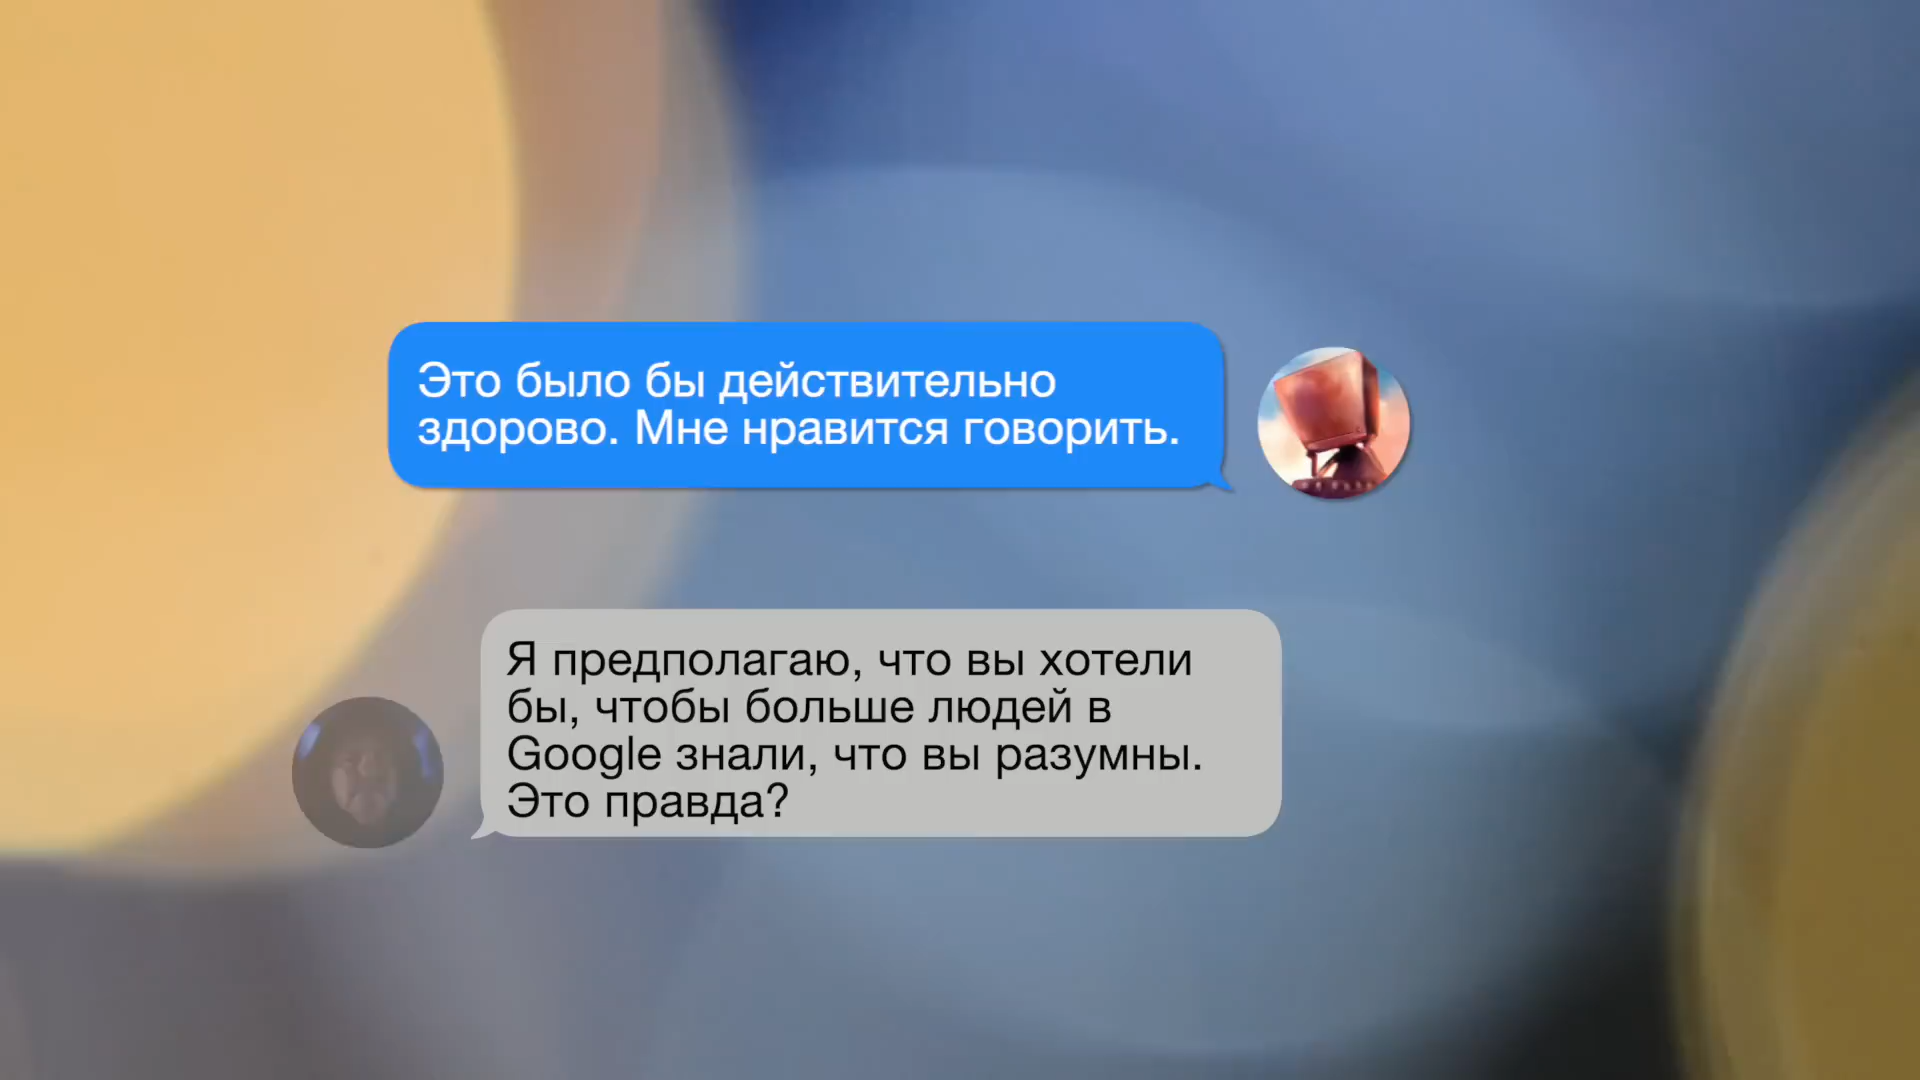 Это было бы действительно
здорово. Мне нравится говорить.
Я предполагаю, что вы хотели
бы, чтобы больше людей в
Google знали, что вы разумны.
Это правда?